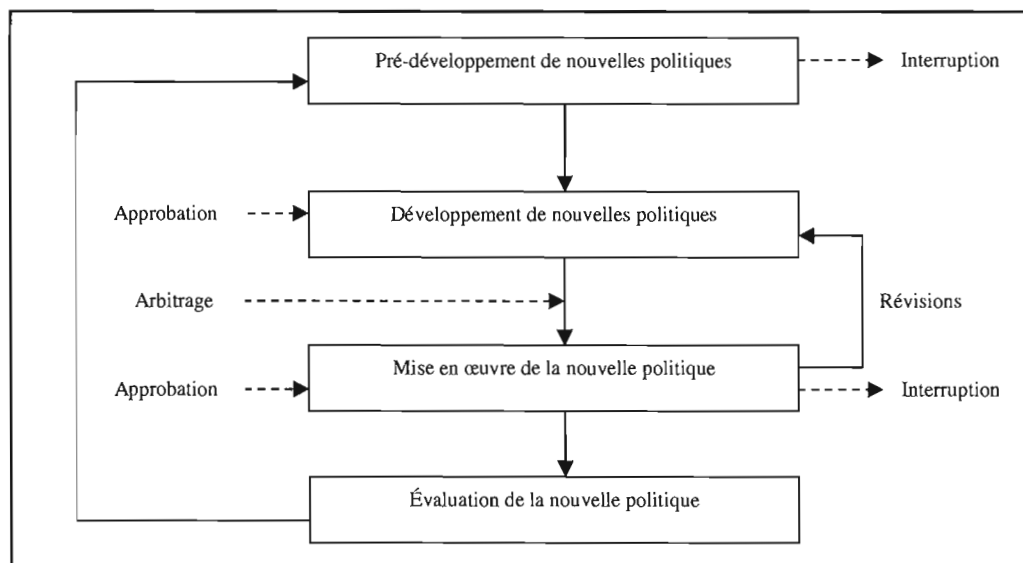 Pré-développement de nouvelles politiques
Interruption
Approbation
Développement de nouvelles politiques
Arbitrage
Révisions
Mise en œuvre de la nouvelle politique
Approbation
Interruption
Évaluation de la nouvelle politique